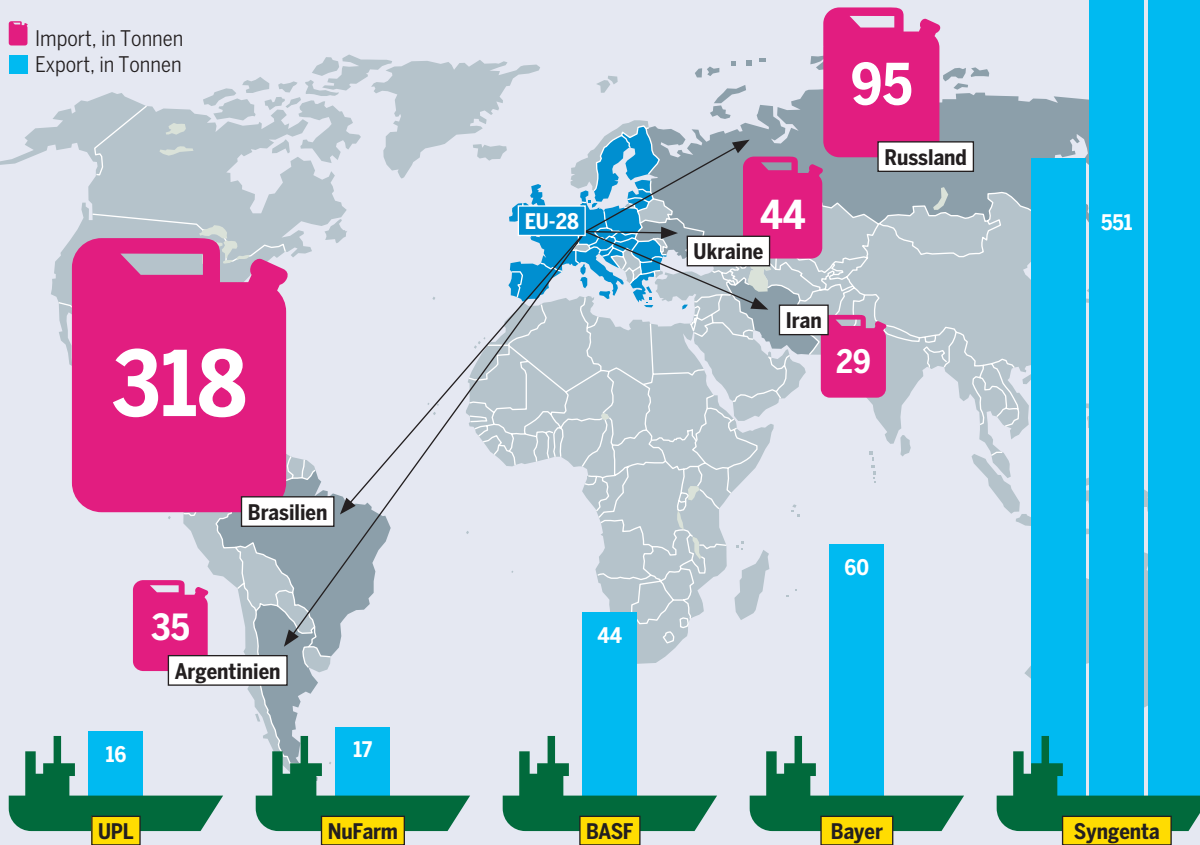 Import, in Tonnen
Export, in Tonnen
95
Russland
44
Ukraine
EU-28
551
318
Iran
29
Brasilien
35
Argentinien
16
17
44
60
UPL
NuFarm
BASF
Bayer
Syngenta